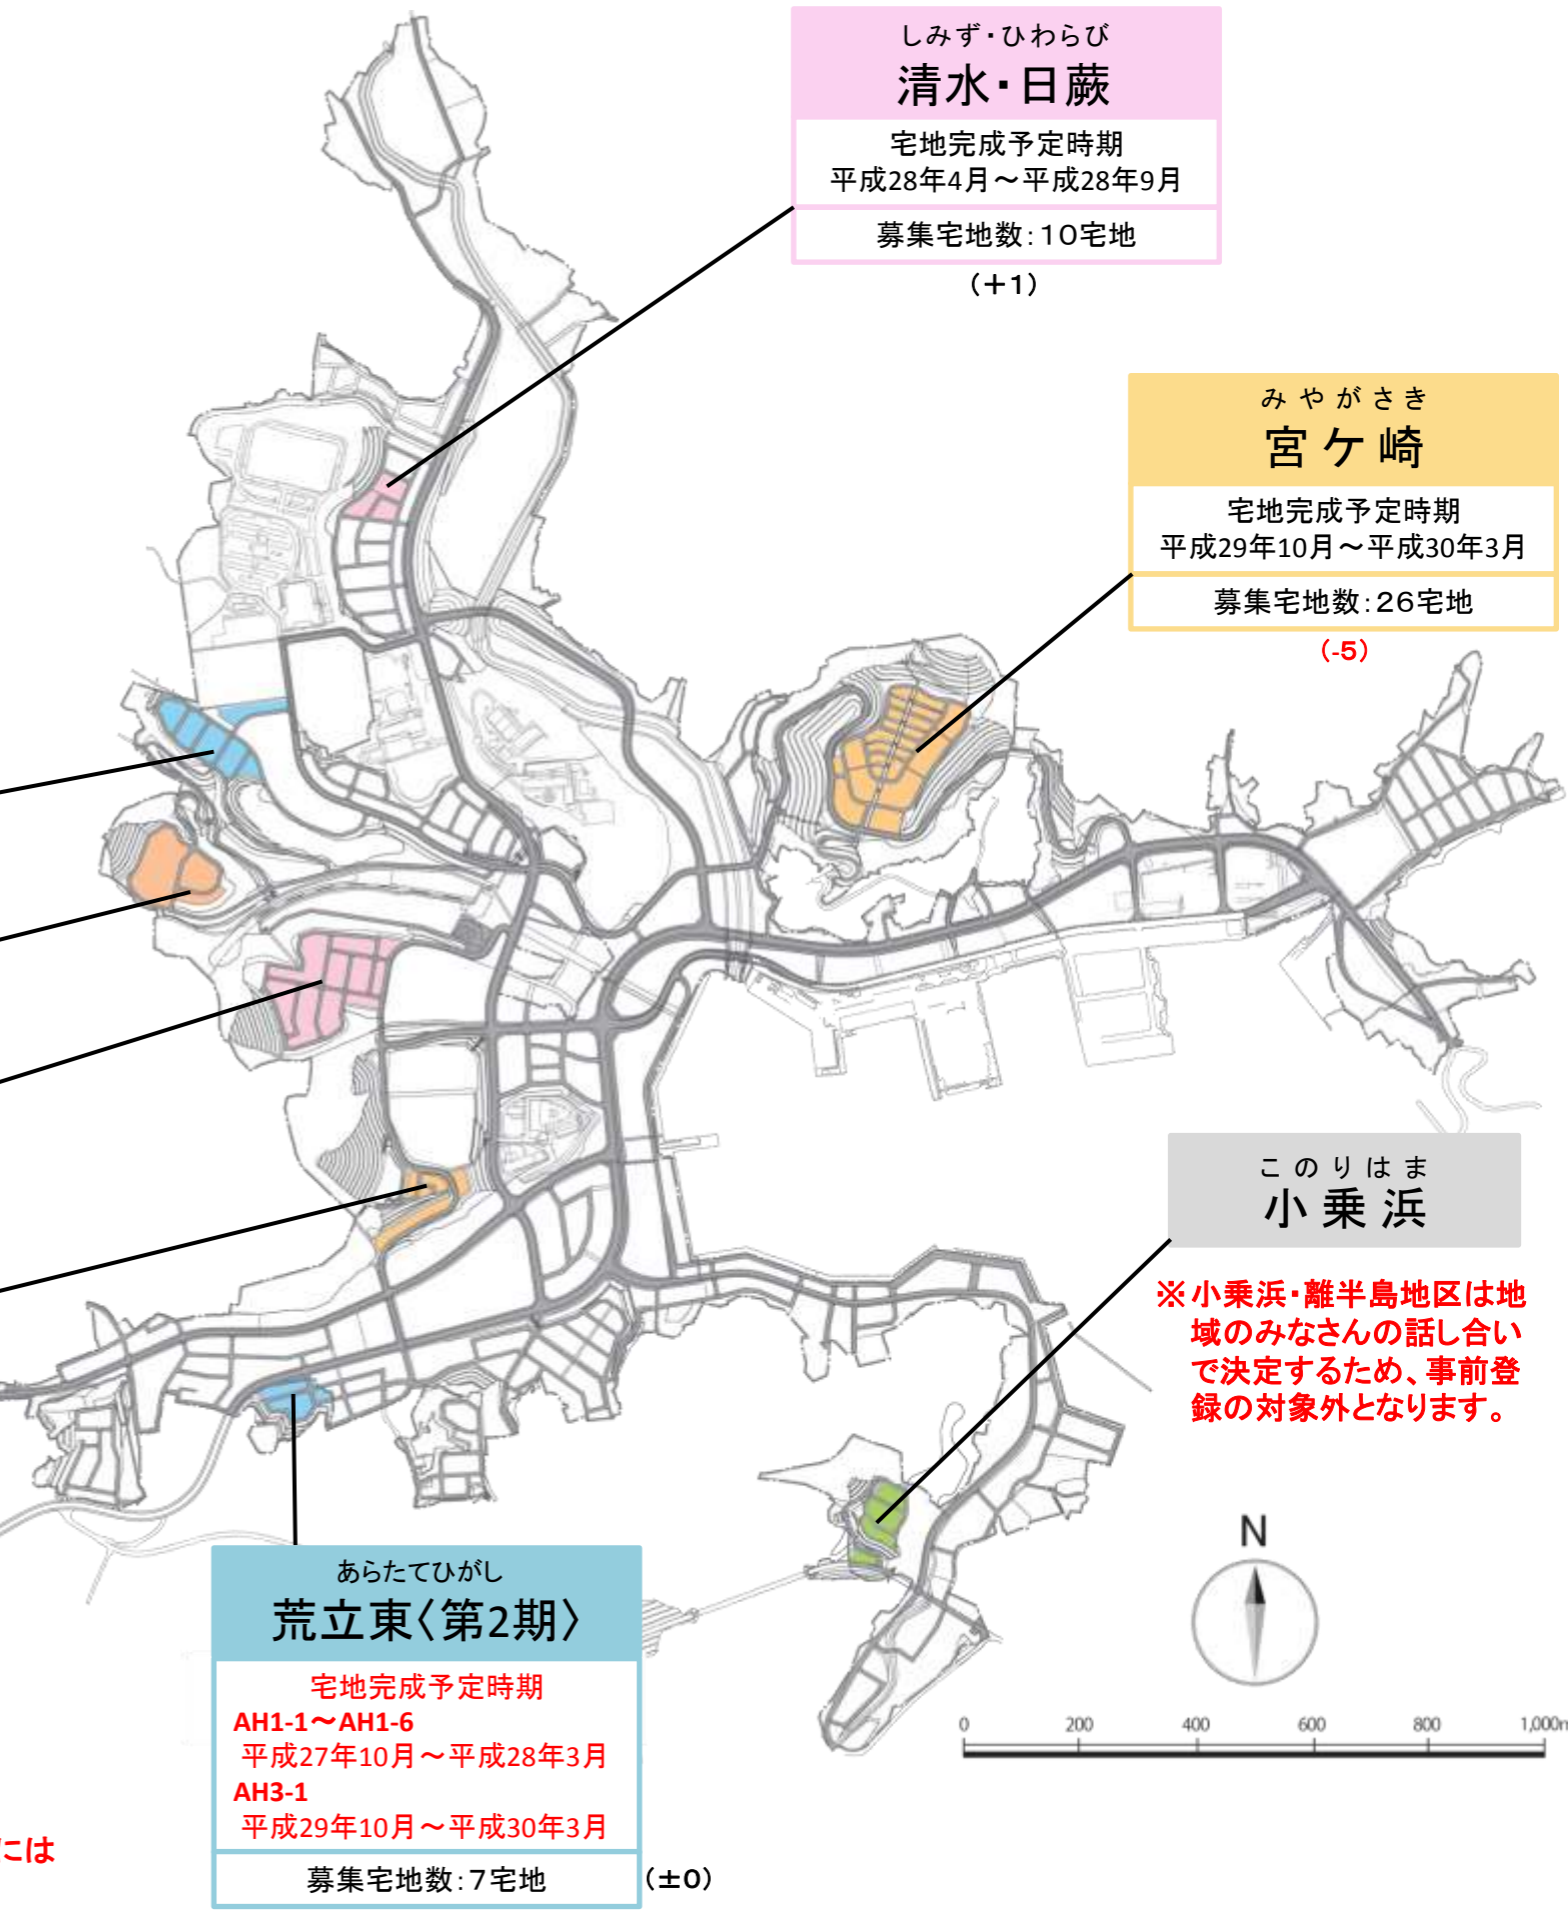 しみず・ひわらび
清水・日蕨
宅地完成予定時期
平成28年4月～平成28年9月
募集宅地数：１０宅地
（＋１）
みやがさき
宮ケ崎
宅地完成予定時期
平成29年10月～平成30年3月
募集宅地数：２６宅地
（-５）
このりはま
小乗浜
※小乗浜・離半島地区は地
域のみなさんの話し合い
で決定するため、事前登
録の対象外となります。
N
0 200 400 600 800 1,000m
あらたてひがし
荒立東〈第2期〉
宅地完成予定時期
AH1-1～AH1-6
平成27年10月～平成28年3月
AH3-1
平成29年10月～平成30年3月
募集宅地数：７宅地
（±０）
には